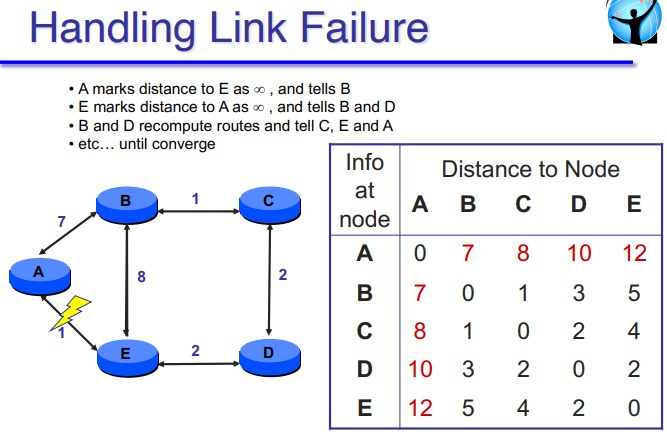 Handling Link Failure
• A marks distance to E as ∞ , and tells B
• E marks distance to A as ∞ , and tells B and D
• B and D recompute routes and tell C, E and A
• etc… until converge
Info at node
Distance to Node
A B C D E
A 0 7 8 10 12
B 7 0 1 3 5
C 8 1 0 2 4
D 10 3 2 0 2
E 12 5 4 2 0
B 1 C
7
A
8
2
1
E 2 D